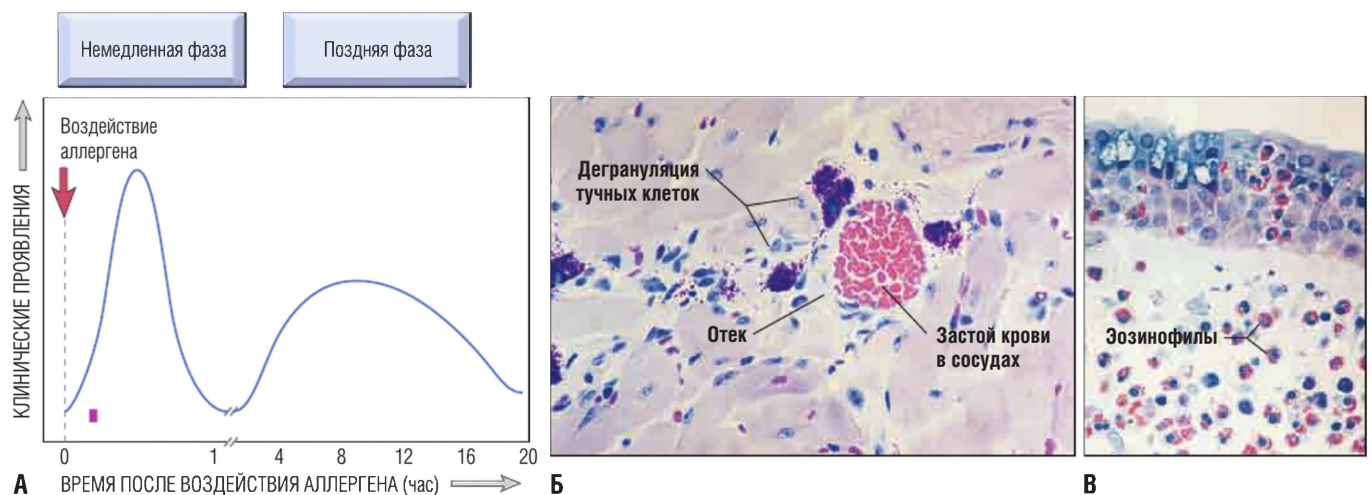 Немедленная фаза
Поздняя фаза
Воздействие
аллергена
КЛИНИЧЕСКИЕ ПРОЯВЛЕНИЯ
0
1
4
8
12
16
20
А
ВРЕМЯ ПОСЛЕ ВОЗДЕЙСТВИЯ АЛЛЕРГЕНА (час)
Дегрануляция
тучных клеток
Отек
Застой крови
в сосудах
Б
Эозинофилы
В